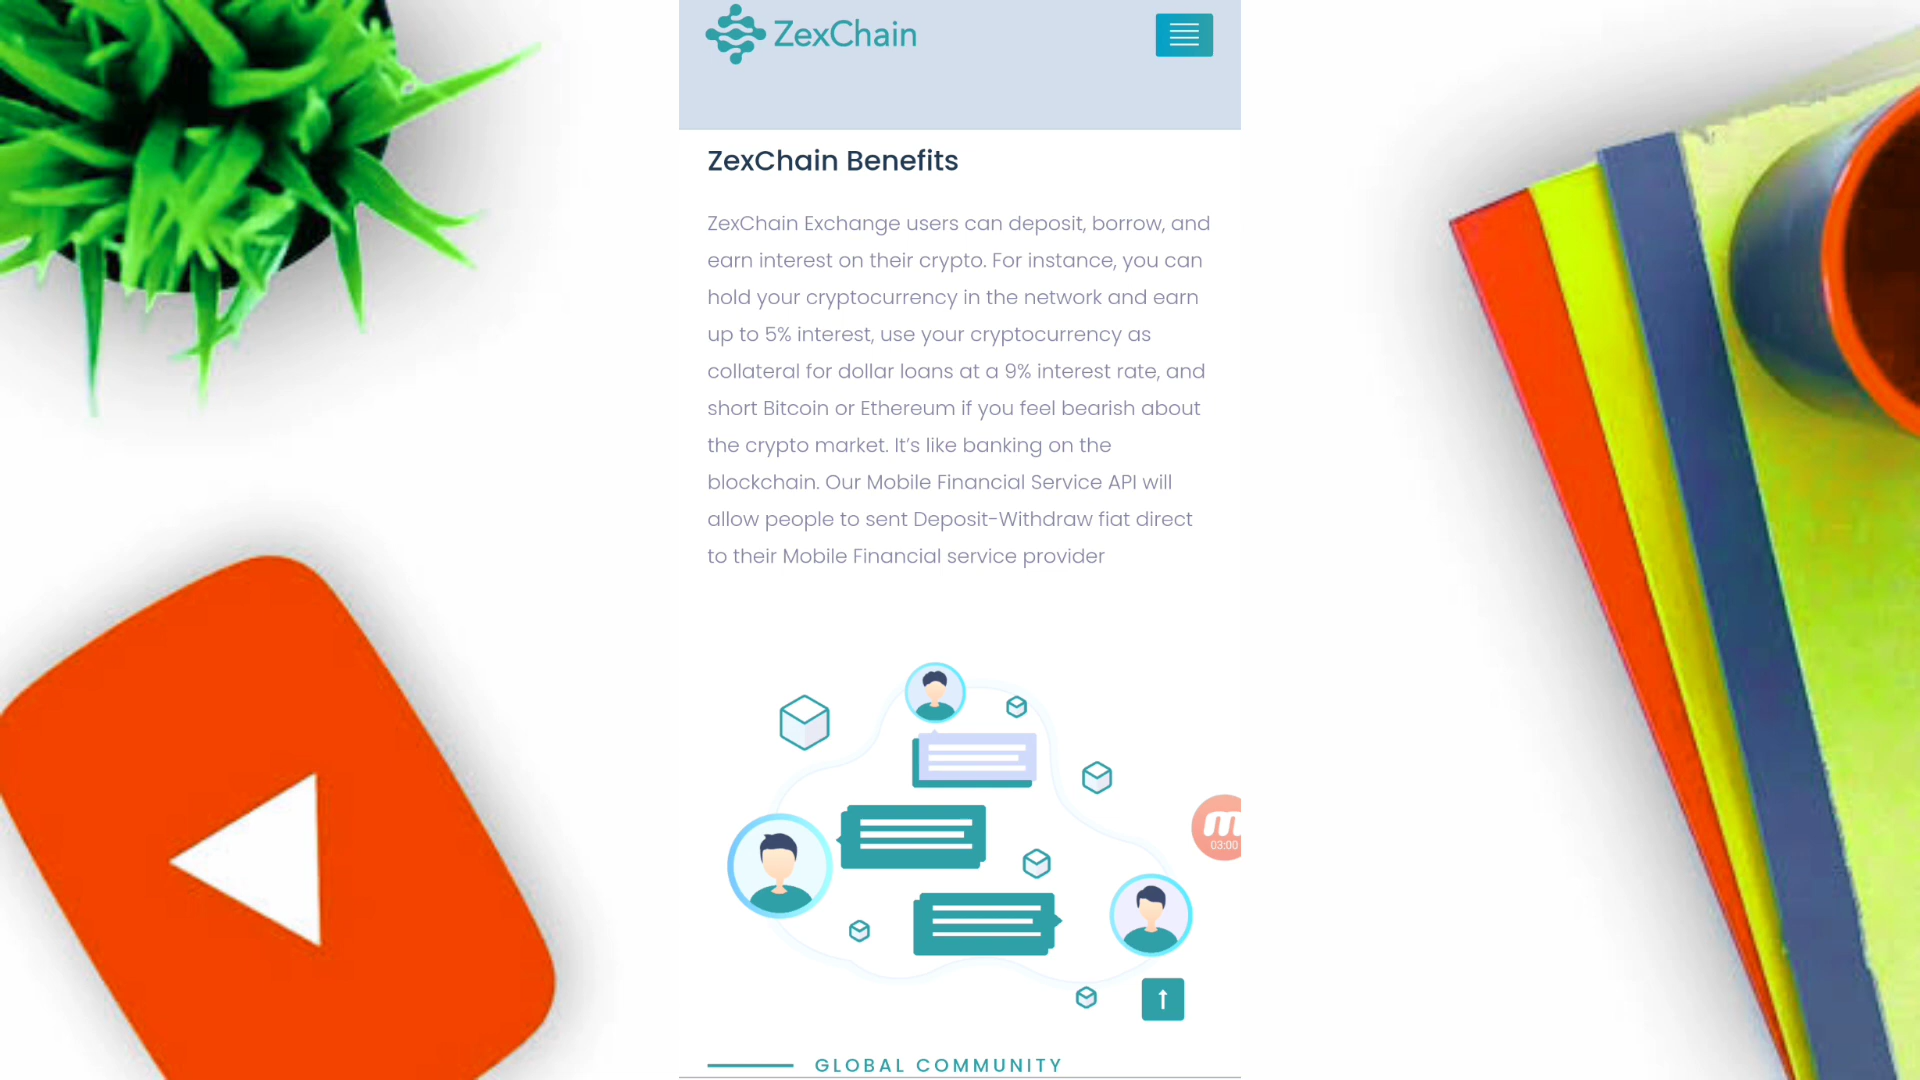 ZexChain
ZexChain Benefits
ZexChain Exchange users can deposit, borrow, and
earn interest on their crypto. For instance, you can
hold your cryptocurrency in the network and earn
up to 5% interest, use your cryptocurrency as
collateral for dollar loans at a 9% interest rate, and
short Bitcoin or Ethereum if you feel bearish about
the crypto market. It’s like banking on the
blockchain. Our Mobile Financial Service API will
allow people to sent Deposit-Withdraw fiat direct
to their Mobile Financial service provider
03:00
GLOBAL COMMUNITY